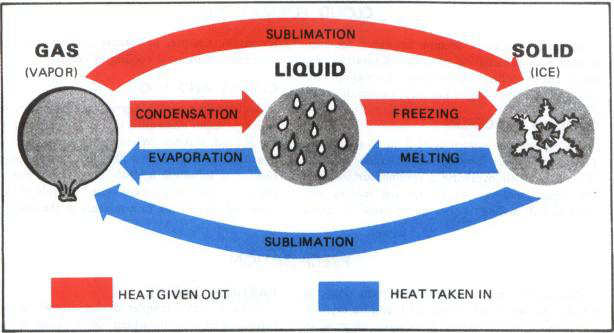 SUBLIMATION
GAS
(VAPOR)
LIQUID
SOLID
(ICE)
CONDENSATION
FREEZING
EVAPORATION
MELTING
SUBLIMATION
HEAT GIVEN OUT
HEAT TAKEN IN